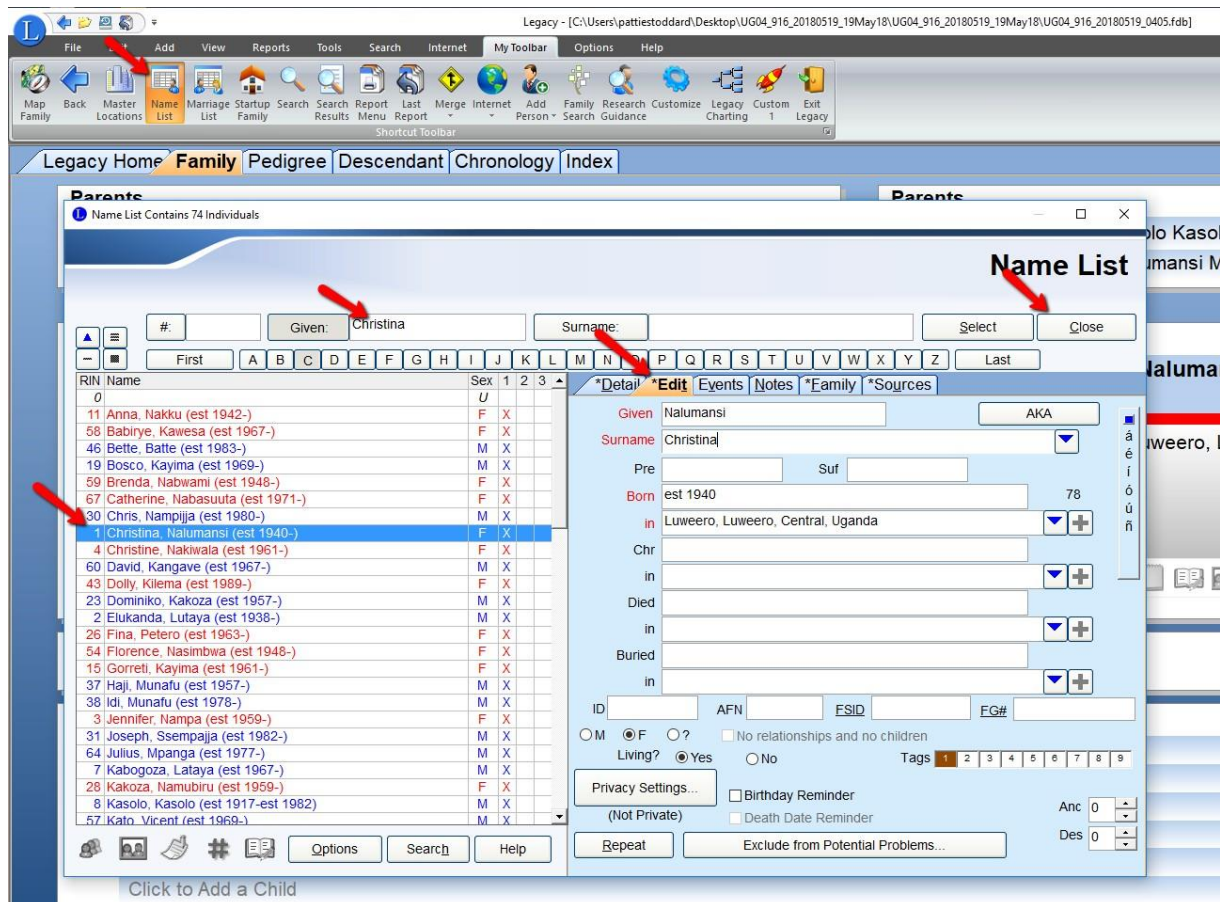 Legacy - [C:\Users\pattiestoddard\Desktop\UG04_916_20180519_19May18\UG04_916_20180519_19May18\UG04_916_20180519_0405.fdb]
File Add View Reports Tools Search Internet My Toolbar Options Help
Map Family Back Master Locations Name List Marriage List Startup Family Search Search Results Report Menu Last Report Merge Internet Add Person Family Search Research Guidance Customize Legacy Charting Custom 1 Exit Legacy
Shortcut Toolbar
Legacy Home Family Pedigree Descendant Chronology Index
Parents Parents
Name List Contains 74 Individuals
Name List
#: Given: Christina Surname: Select Close
First A B C D E F G H I J K L M N O P Q R S T U V W X Y Z Last
RIN Name Sex 1 2 3
0 U
11 Anna, Nakku (est 1942-) F X
58 Babirye, Kawesa (est 1967-) F X
46 Bette, Batte (est 1983-) M X
19 Bosco, Kayima (est 1969-) M X
59 Brenda, Nabwami (est 1948-) F X
67 Catherine, Nabasuuta (est 1971-) F X
30 Chris, Nampijja (est 1980-) M X
1 Christina, Nalumansi (est 1940-) F X
4 Christine, Nakiwala (est 1961-) F X
60 David, Kangave (est 1967-) M X
43 Dolly, Kilema (est 1989-) F X
23 Dominiko, Kakoza (est 1957-) M X
2 Elukanda, Lutaya (est 1938-) M X
26 Fina, Petero (est 1963-) F X
54 Florence, Nasimbwa (est 1948-) F X
15 Gorreti, Kayima (est 1961-) F X
37 Haji, Munafu (est 1957-) M X
38 Idi, Munafu (est 1978-) M X
3 Jennifer, Nampa (est 1959-) F X
31 Joseph, Ssempajja (est 1982-) M X
64 Julius, Mpanga (est 1977-) M X
7 Kabogoza, Lataya (est 1967-) M X
28 Kakoza, Namubiru (est 1959-) F X
8 Kasolo, Kasolo (est 1917-est 1982) M X
57 Kato, Vicent (est 1969-) M X
Options Search Help
*Detail *Edit Events Notes *Family *Sources
Given Nalumansi AKA
Surname Christina
Pre Suf
Born est 1940 78
in Luweero, Luweero, Central, Uganda
Chr
in
Died
in
Buried
in
á
é
í
ó
ú
ñ
ID AFN FSID FG#
M F ? No relationships and no children
Living? Yes No Tags 1 2 3 4 5 6 7 8 9
Privacy Settings... Birthday Reminder
(Not Private) Death Date Reminder
Anc 0
Des 0
Repeat Exclude from Potential Problems...
Click to Add a Child